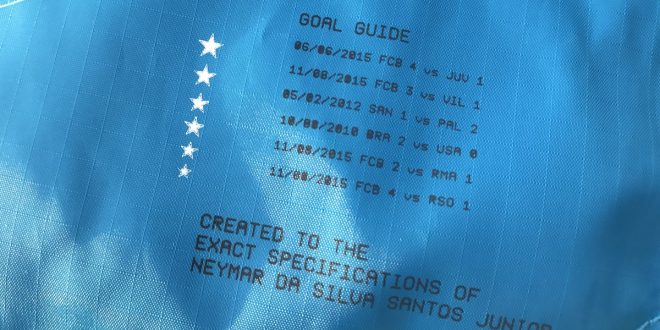 GOAL GUIDE
06/06/2015 FCB 4 vs JUV 1
11/08/2015 FCB 3 vs VIL 1
05/02/2012 SAN 1 vs PAL 2
10/08/2010 BRA 2 vs USA 0
11/08/2015 FCB 2 vs RMA 1
11/08/2015 FCB 4 vs RSO 1
CREATED TO THE
EXACT SPECIFICATIONS OF
NEYMAR DA SILVA SANTOS JUNIOR